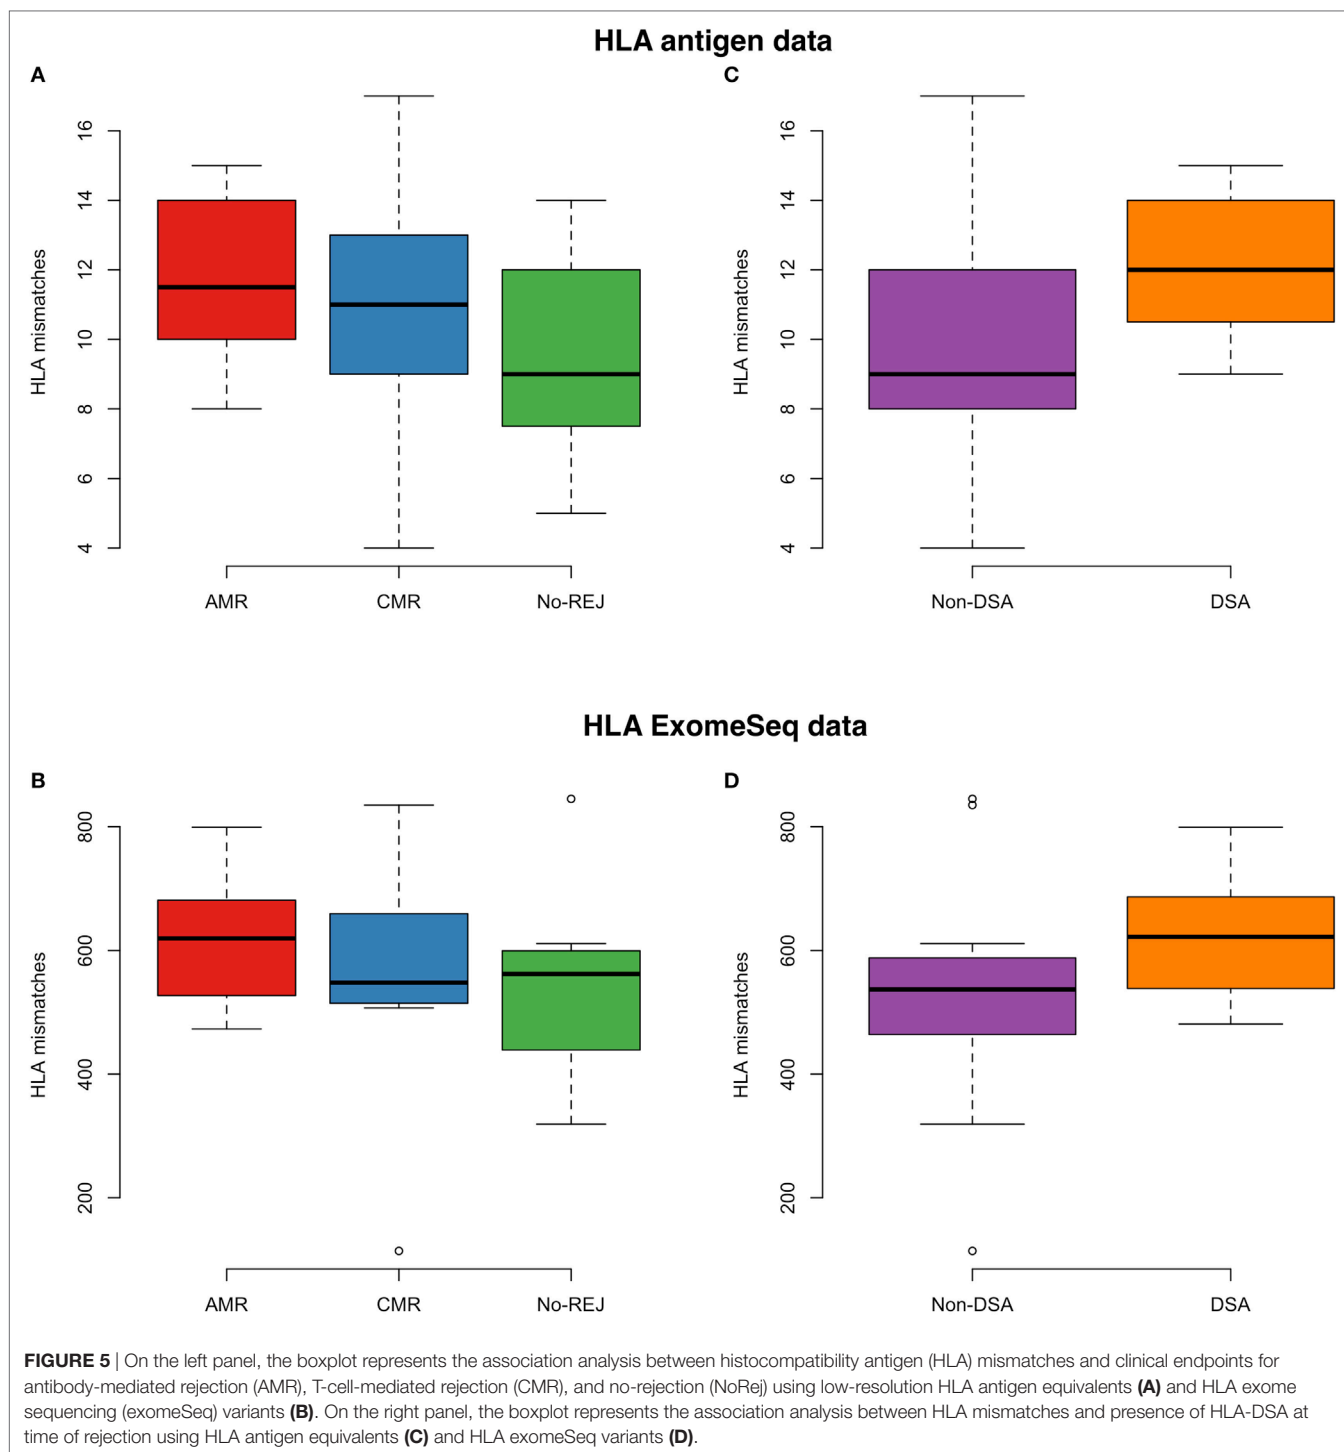 HLA antigen data
A
HLA mismatches
16
14
12
10
8
6
4
AMR CMR No-REJ
C
HLA mismatches
16
14
12
10
8
6
4
Non-DSA DSA
HLA ExomeSeq data
B
HLA mismatches
800
600
400
200
AMR CMR No-REJ
D
HLA mismatches
800
600
400
200
Non-DSA DSA
FIGURE 5 | On the left panel, the boxplot represents the association analysis between histocompatibility antigen (HLA) mismatches and clinical endpoints for
antibody-mediated rejection (AMR), T-cell-mediated rejection (CMR), and no-rejection (NoRej) using low-resolution HLA antigen equivalents (A) and HLA exome
sequencing (exomeSeq) variants (B). On the right panel, the boxplot represents the association analysis between HLA mismatches and presence of HLA-DSA at
time of rejection using HLA antigen equivalents (C) and HLA exomeSeq variants (D).